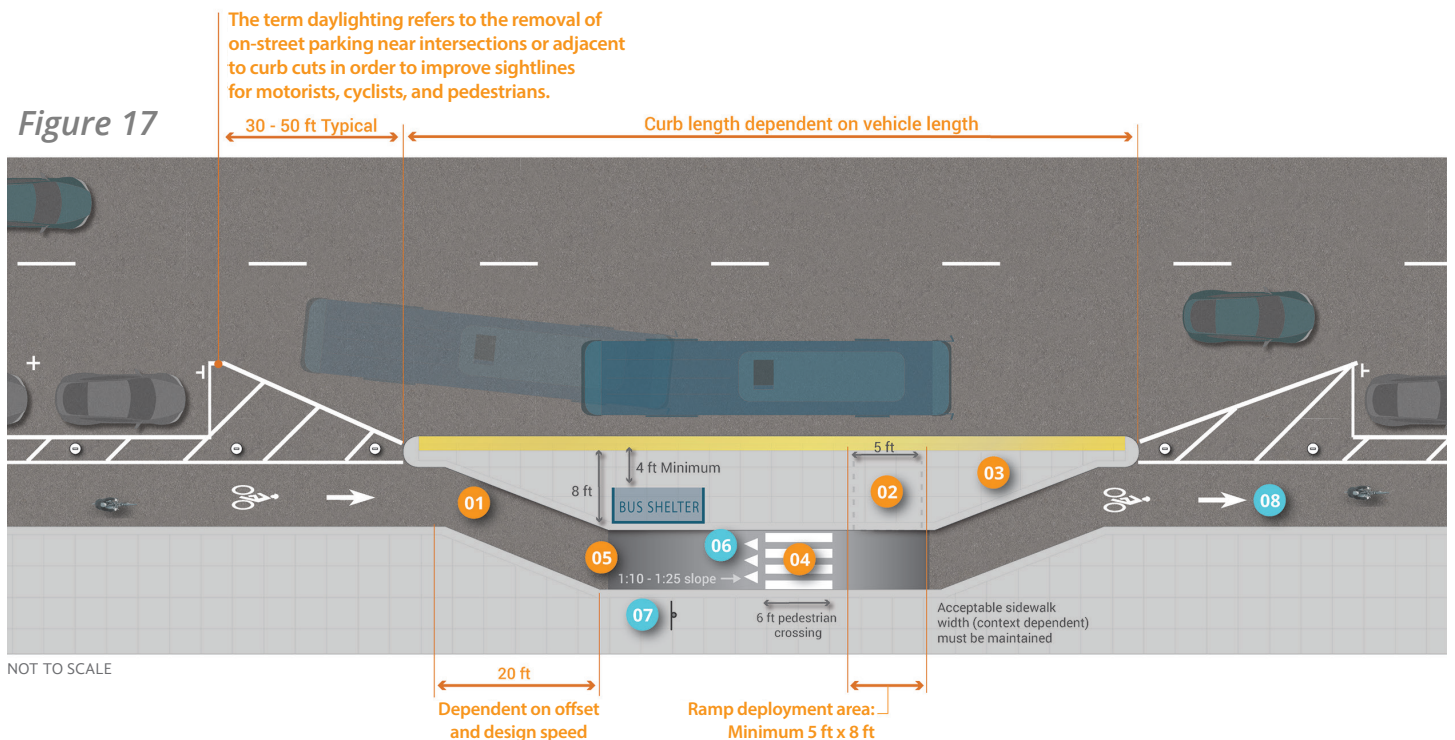 The term daylighting refers to the removal of
on-street parking near intersections or adjacent
to curb cuts in order to improve sightlines
for motorists, cyclists, and pedestrians.
Figure 17
30 - 50 ft Typical
Curb length dependent on vehicle length
5 ft
4 ft Minimum
8 ft
BUS SHELTER
01
02
03
04
05
06
07
08
1:10 - 1:25 slope
6 ft pedestrian
crossing
Acceptable sidewalk
width (context dependent)
must be maintained
NOT TO SCALE
20 ft
Dependent on offset
and design speed
Ramp deployment area:
Minimum 5 ft x 8 ft